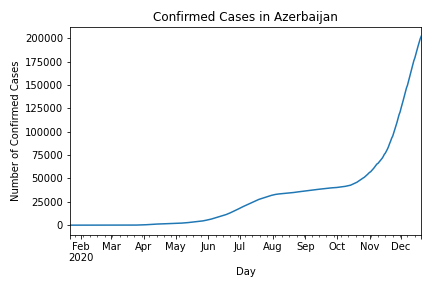 Confirmed Cases in Azerbaijan
Number of Confirmed Cases
200000
175000
150000
125000
100000
75000
50000
25000
0
Feb Mar Apr May Jun Jul Aug Sep Oct Nov Dec
2020
Day